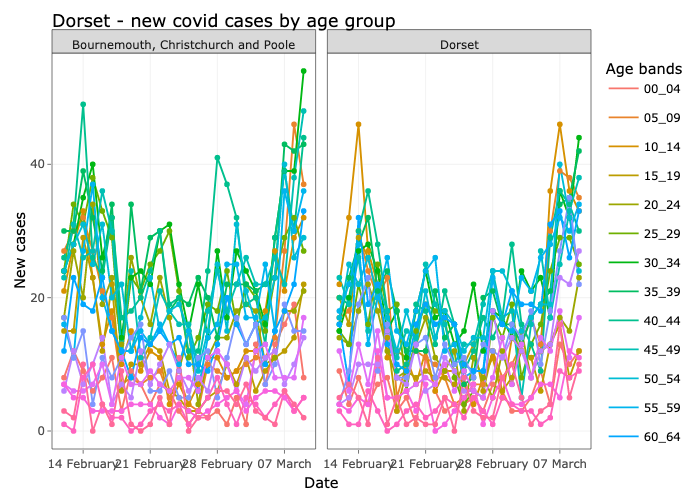 Dorset - new covid cases by age group
Bournemouth, Christchurch and Poole
Dorset
Age bands
00_04
05_09
10_14
15_19
20_24
25_29
30_34
35_39
40_44
45_49
50_54
55_59
60_64
New cases
40
20
0
14 February
21 February
28 February
07 March
14 February
21 February
28 February
07 March
Date